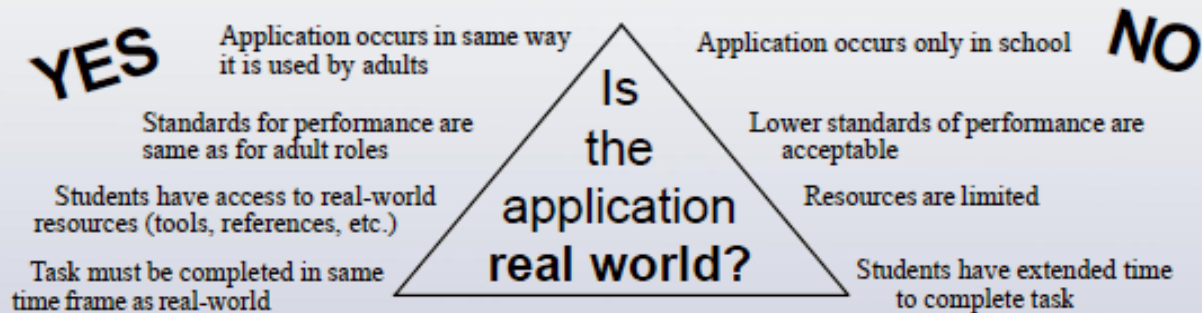 YES
Application occurs in same way
it is used by adults
Standards for performance are
same as for adult roles
Students have access to real-world
resources (tools, references, etc.)
Task must be completed in same
time frame as real-world
Is
the
application
real world?
NO
Application occurs only in school
Lower standards of performance are
acceptable
Resources are limited
Students have extended time
to complete task